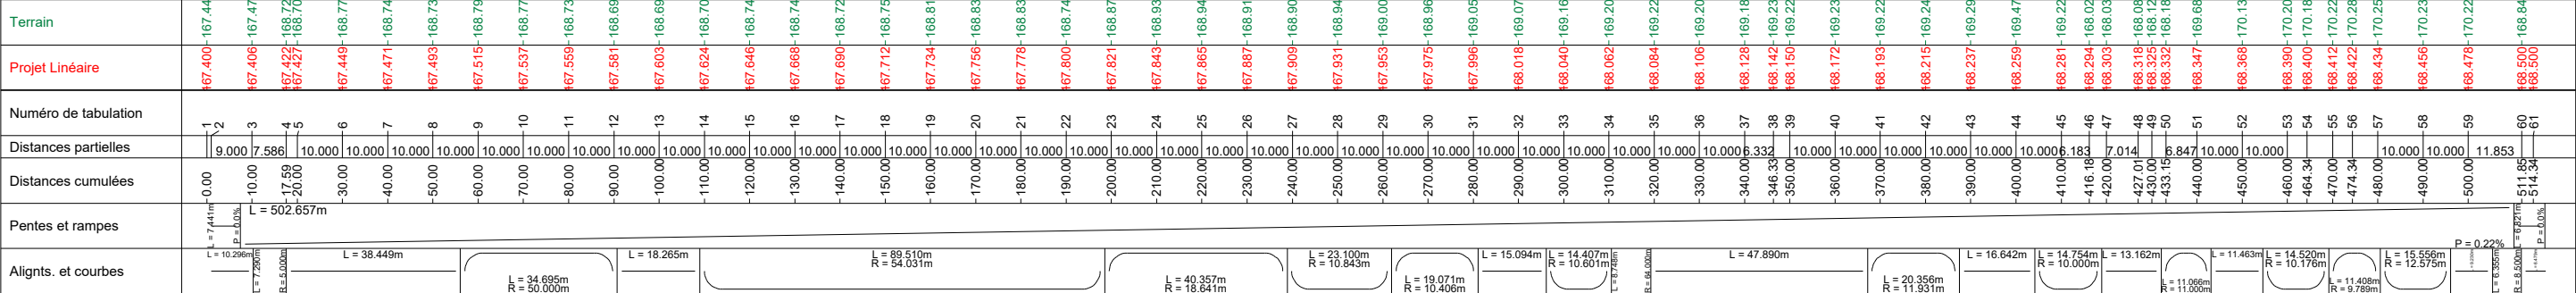 Terrain 167.44 167.47 168.72 168.70 168.77 168.74 168.73 168.79 168.77 168.73 168.69 168.69 168.70 168.74 168.74 168.72 168.75 168.81 168.83 168.83 168.74 168.87 168.93 168.94 168.91 168.90 168.94 169.00 168.96 169.05 169.07 169.16 169.20 169.22 169.20 169.18 169.23 169.22 169.23 169.22 169.24 169.29 169.47 169.22 168.02 168.03 168.08 168.12 168.18 169.68 170.13 170.20 170.18 170.22 170.28 170.25 170.23 170.22 168.84
Projet Linéaire 167.400 167.406 167.422 167.427 167.449 167.471 167.493 167.515 167.537 167.559 167.581 167.603 167.624 167.646 167.668 167.690 167.712 167.734 167.756 167.778 167.800 167.821 167.843 167.865 167.887 167.909 167.931 167.953 167.975 167.996 168.018 168.040 168.062 168.084 168.106 168.128 168.142 168.150 168.172 168.193 168.215 168.237 168.259 168.281 168.294 168.303 168.318 168.325 168.332 168.347 168.368 168.390 168.400 168.412 168.422 168.434 168.456 168.478 168.500 168.500
Numéro de tabulation 1 2 3 4 5 6 7 8 9 10 11 12 13 14 15 16 17 18 19 20 21 22 23 24 25 26 27 28 29 30 31 32 33 34 35 36 37 38 39 40 41 42 43 44 45 46 47 48 49 50 51 52 53 54 55 56 57 58 59 60 61
Distances partielles 9.000 7.586 10.000 10.000 10.000 10.000 10.000 10.000 10.000 10.000 10.000 10.000 10.000 10.000 10.000 10.000 10.000 10.000 10.000 10.000 10.000 10.000 10.000 10.000 10.000 10.000 10.000 10.000 10.000 10.000 10.000 10.000 10.000 6.332 10.000 10.000 10.000 10.000 10.000 10.000 6.183 7.014 6.847 10.000 10.000 10.000 10.000 11.853
Distances cumulées 0.00 10.00 17.59 20.00 30.00 40.00 50.00 60.00 70.00 80.00 90.00 100.00 110.00 120.00 130.00 140.00 150.00 160.00 170.00 180.00 190.00 200.00 210.00 220.00 230.00 240.00 250.00 260.00 270.00 280.00 290.00 300.00 310.00 320.00 330.00 340.00 346.33 350.00 360.00 370.00 380.00 390.00 400.00 410.00 416.18 420.00 427.01 430.00 433.15 440.00 450.00 460.00 464.34 470.00 474.34 480.00 490.00 500.00 511.85 514.34
Pentes et rampes L = 7.441m P = 0.0% L = 502.657m P = 0.22% L = 6.821m P = 0.0%
Alignts. et courbes L = 10.296m L = 7.290m R = 5.000m L = 38.449m L = 34.695m R = 50.000m L = 18.265m L = 89.510m R = 54.031m L = 40.357m R = 18.641m L = 23.100m R = 10.843m L = 19.071m R = 10.406m L = 15.094m L = 14.407m R = 10.601m L = 8.748m R = 64.000m L = 47.890m L = 20.356m R = 11.931m L = 16.642m L = 14.754m R = 10.000m L = 13.162m L = 11.066m R = 11.000m L = 11.463m L = 14.520m R = 10.176m L = 11.408m R = 9.789m L = 15.556m R = 12.575m L = 6.355m R = 8.500m